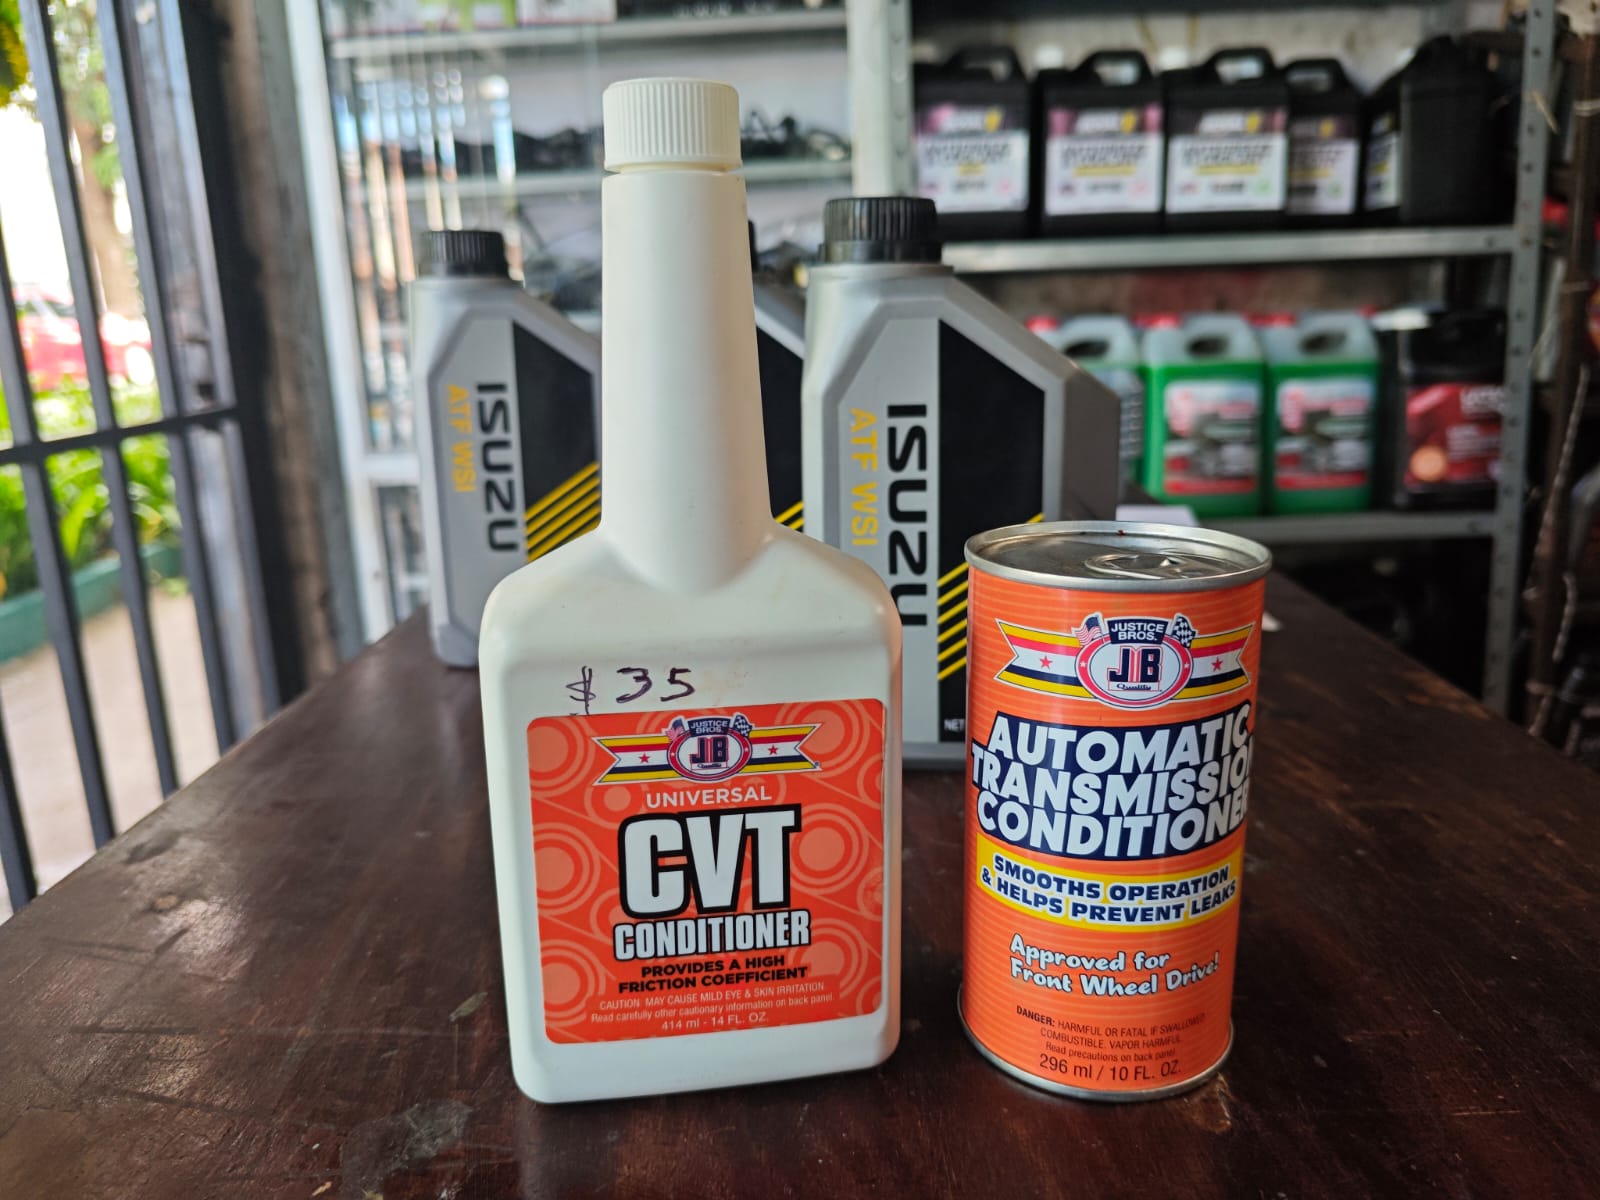 $35
JUSTICE
BROS.
JB
Quality
UNIVERSAL
CVT
CONDITIONER
PROVIDES A HIGH
FRICTION COEFFICIENT
CAUTION: MAY CAUSE MILD EYE & SKIN IRRITATION
Read carefully other cautionary information on back panel.
414 ml - 14 FL. OZ.
JUSTICE
BROS.
JB
Quality
AUTOMATIC
TRANSMISSION
CONDITIONER
SMOOTHS OPERATION
& HELPS PREVENT LEAKS
Approved for
Front Wheel Drive!
DANGER: HARMFUL OR FATAL IF SWALLOWED.
COMBUSTIBLE. VAPOR HARMFUL.
Read precautions on back panel.
296 ml / 10 FL. OZ.
ISUZU
ATF WSI
ISUZU
ATF WSI
NET